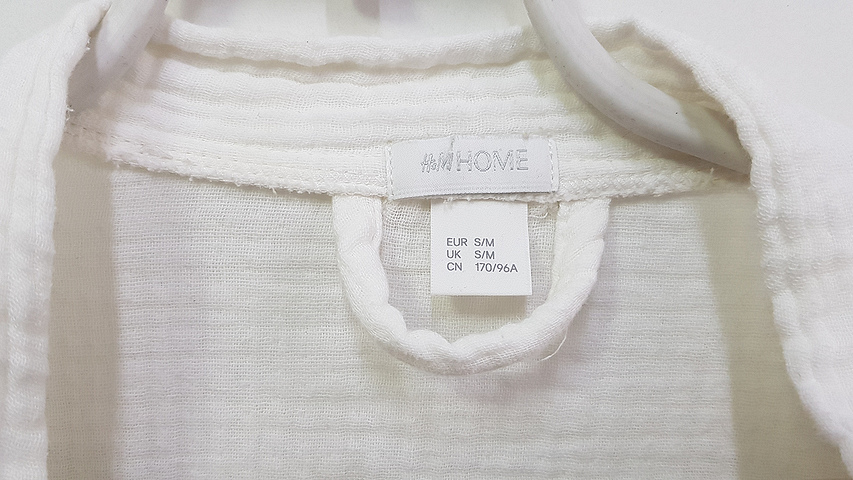 H&M HOME
EUR S/M
UK S/M
CN 170/96A